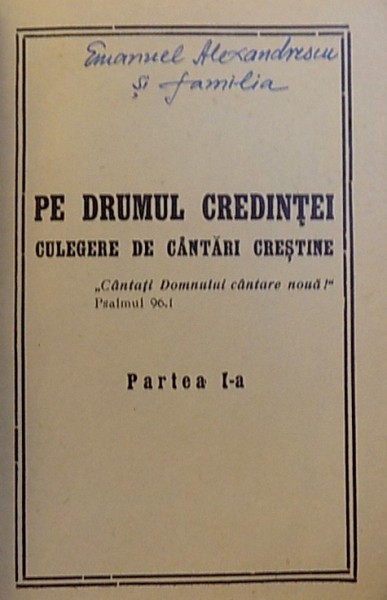 Emanuel Alexandrescu
și familia
PE DRUMUL CREDINȚEI
CULEGERE DE CÂNTĂRI CREȘTINE
„Cântați Domnului cântare nouă!“
Psalmul 96.1
Partea I-a